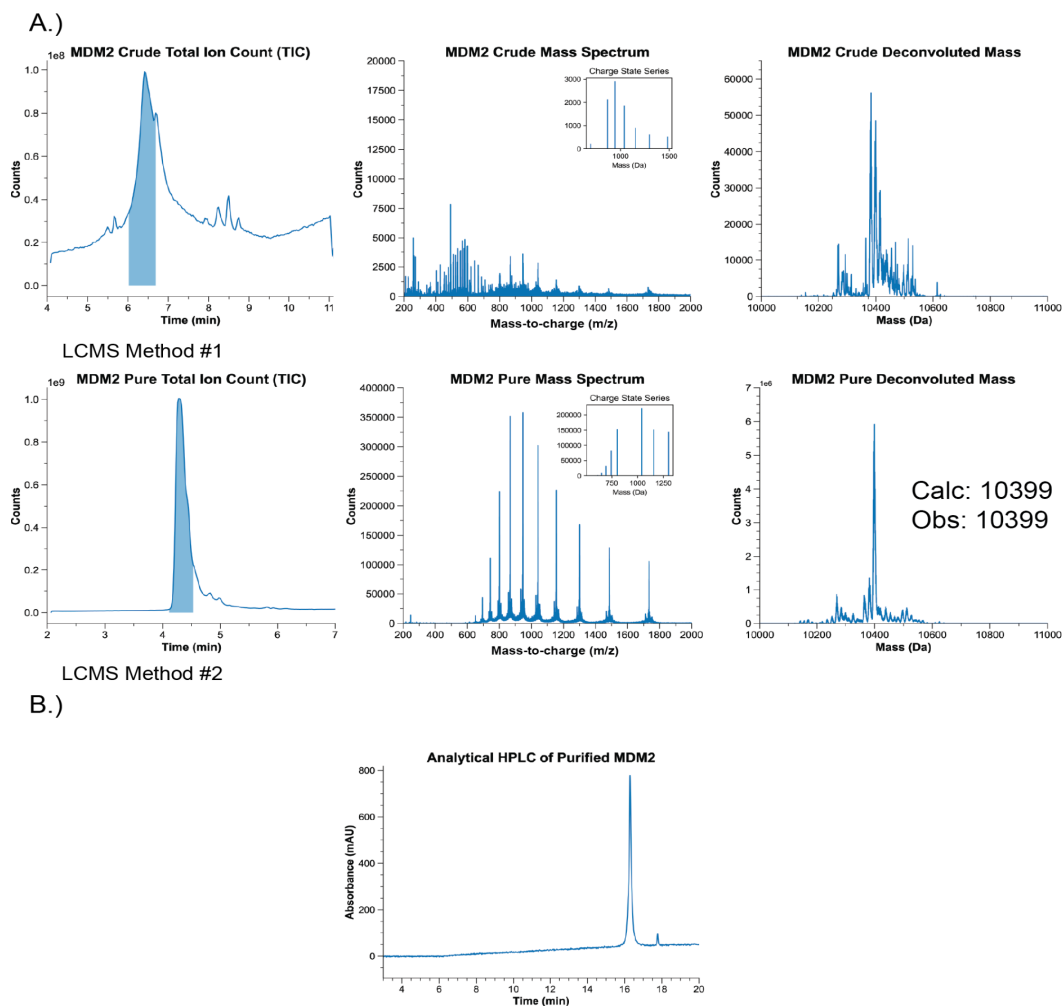 A.)
MDM2 Crude Total Ion Count (TIC)
1e8
1.0
0.8
0.6
0.4
0.2
0.0
Counts
4 5 6 7 8 9 10 11
Time (min)
LCMS Method #1
MDM2 Crude Mass Spectrum
20000
17500
15000
12500
10000
7500
5000
2500
0
Counts
200 400 600 800 1000 1200 1400 1600 1800 2000
Mass-to-charge (m/z)
Charge State Series
3000
2000
1000
0
Counts
1000 1500
Mass (Da)
MDM2 Crude Deconvoluted Mass
60000
50000
40000
30000
20000
10000
0
Counts
10000 10200 10400 10600 10800 11000
Mass (Da)
MDM2 Pure Total Ion Count (TIC)
1e9
1.0
0.8
0.6
0.4
0.2
0.0
Counts
2 3 4 5 6 7
Time (min)
LCMS Method #2
MDM2 Pure Mass Spectrum
400000
350000
300000
250000
200000
150000
100000
50000
0
Counts
200 400 600 800 1000 1200 1400 1600 1800 2000
Mass-to-charge (m/z)
Charge State Series
200000
150000
100000
50000
0
Counts
750 1000 1250
Mass (Da)
MDM2 Pure Deconvoluted Mass
1e6
7
6
5
4
3
2
1
0
Counts
10000 10200 10400 10600 10800 11000
Mass (Da)
Calc: 10399
Obs: 10399
B.)
Analytical HPLC of Purified MDM2
800
600
400
200
0
Absorbance (mAU)
4 6 8 10 12 14 16 18 20
Time (min)